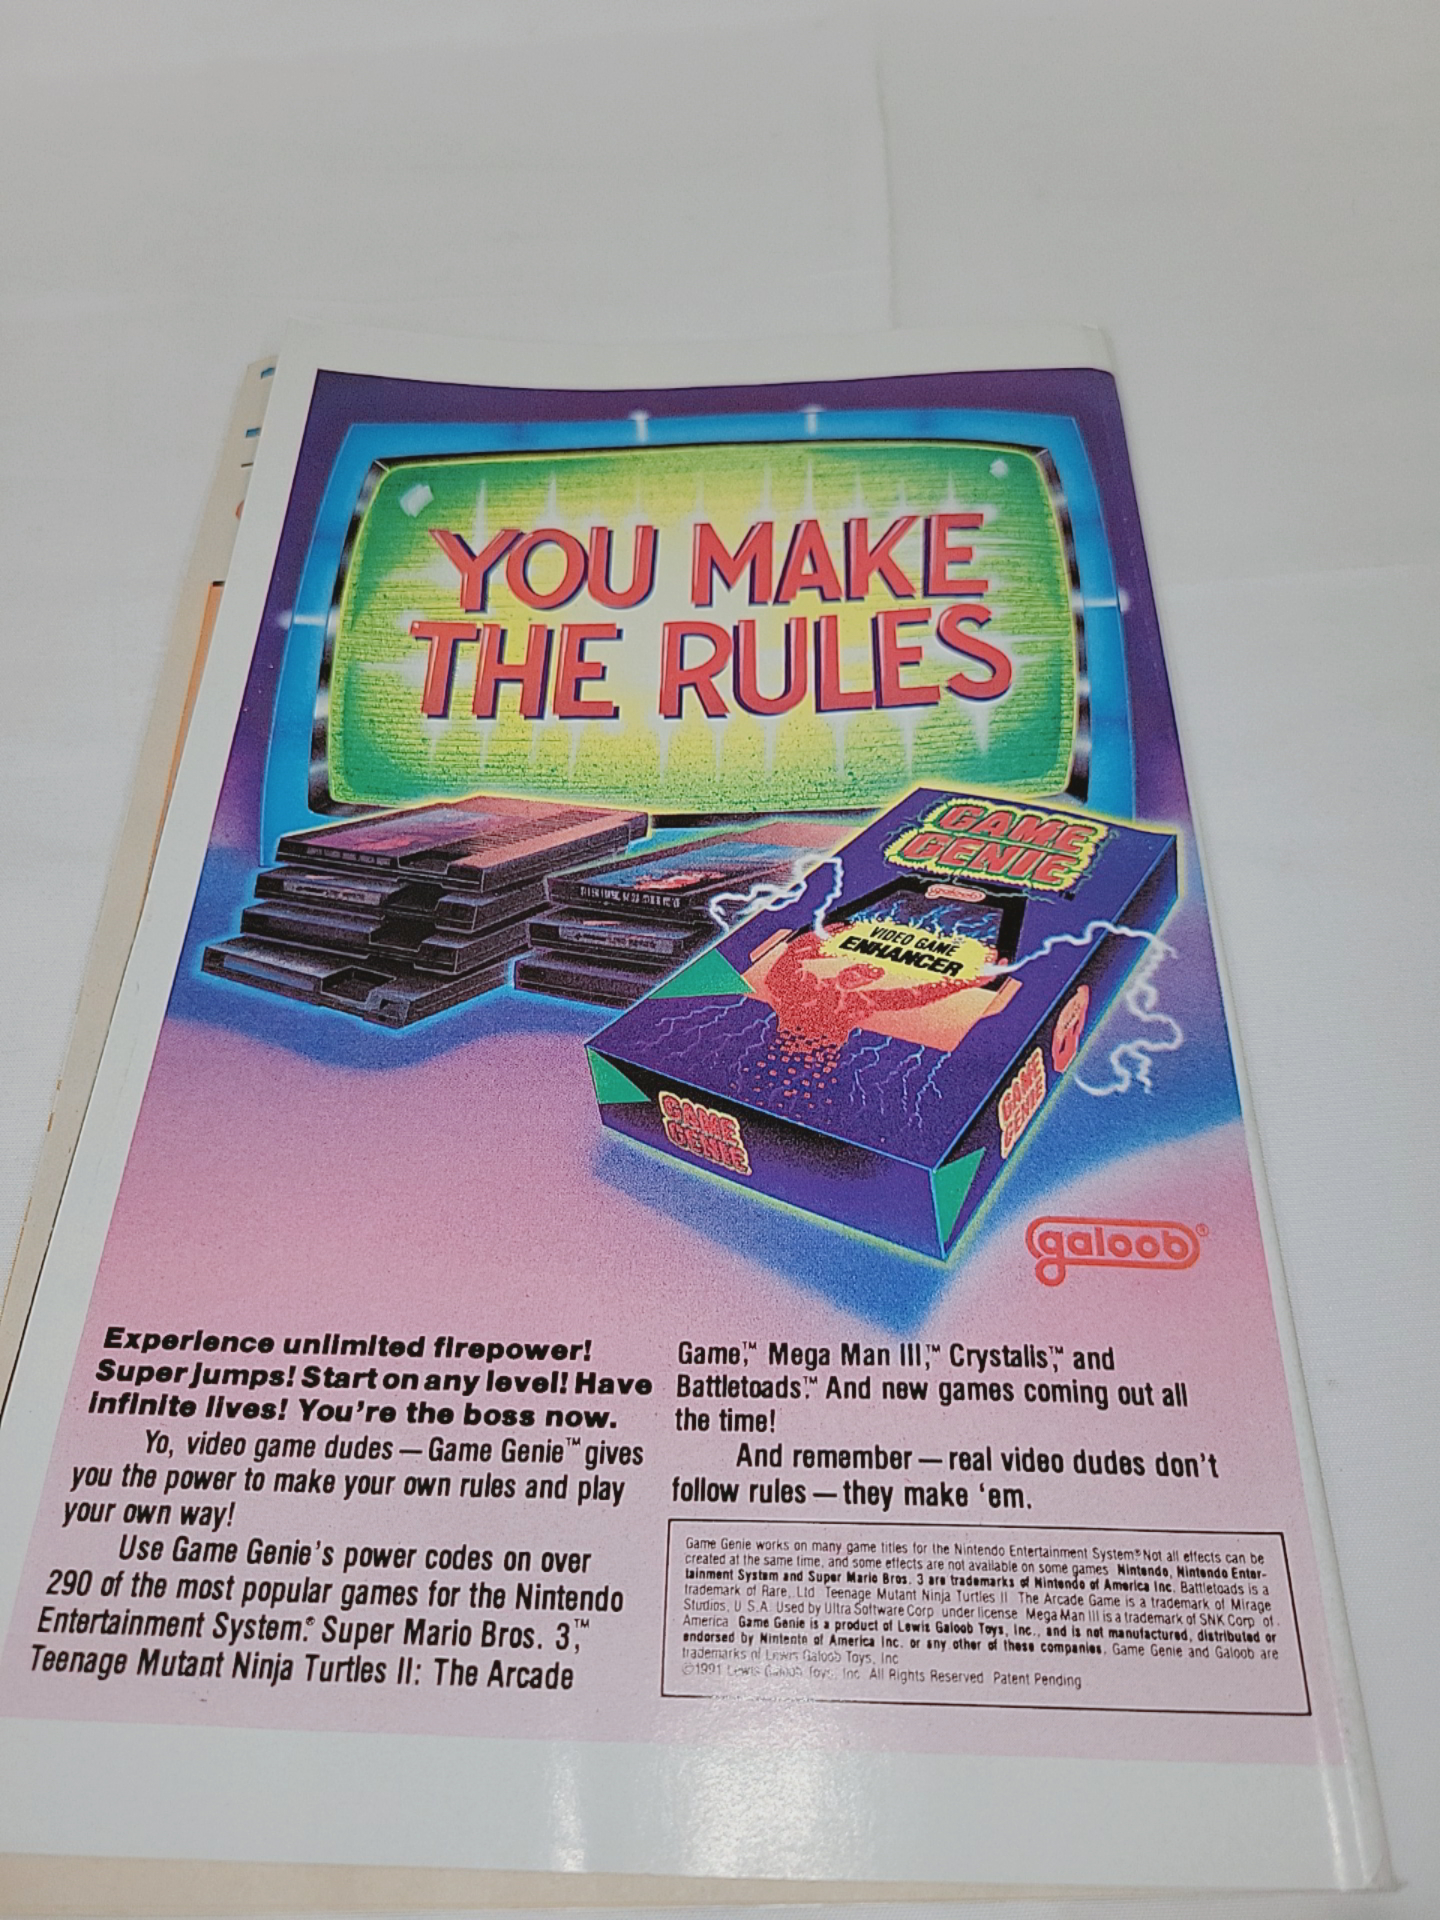 YOU MAKE
THE RULES
GAME
GENIE
galoob
VIDEO GAME
ENHANCER
GAME
GENIE
GAME
GENIE
galoob®
Experience unlimited firepower!
Super Jumps! Start on any level! Have
infinite lives! You're the boss now.
Yo, video game dudes — Game Genie™ gives
you the power to make your own rules and play
your own way!
Use Game Genie's power codes on over
290 of the most popular games for the Nintendo
Entertainment System.® Super Mario Bros. 3,™
Teenage Mutant Ninja Turtles II: The Arcade
Game,™ Mega Man III,™ Crystalis,™ and
Battletoads.™ And new games coming out all
the time!
And remember — real video dudes don't
follow rules — they make 'em.
Game Genie works on many game titles for the Nintendo Entertainment System.® Not all effects can be
created at the same time, and some effects are not available on some games. Nintendo, Nintendo Enter-
tainment System and Super Mario Bros. 3 are trademarks of Nintendo of America Inc. Battletoads is a
trademark of Rare, Ltd. Teenage Mutant Ninja Turtles II The Arcade Game is a trademark of Mirage
Studios, U.S.A. Used by Ultra Software Corp. under license. Mega Man III is a trademark of SNK Corp. of
America. Game Genie is a product of Lewis Galoob Toys, Inc., and is not manufactured, distributed or
endorsed by Nintento of America Inc. or any other of these companies. Game Genie and Galoob are
trademarks of Lewis Galoob Toys, Inc
©1991 Lewis Galoob Toys, Inc. All Rights Reserved Patent Pending